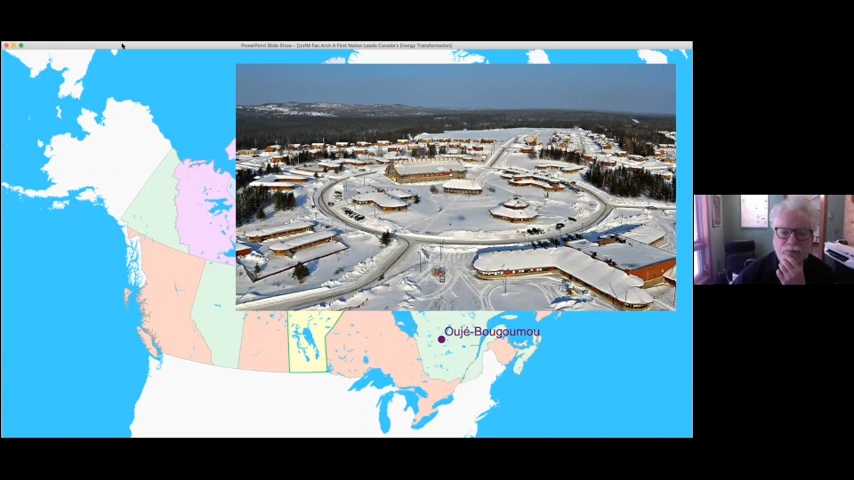 PowerPoint Slide Show - [UofM Fac Arch A First Nation Leads Canada's Energy Transformation]
Oujé-Bougoumou